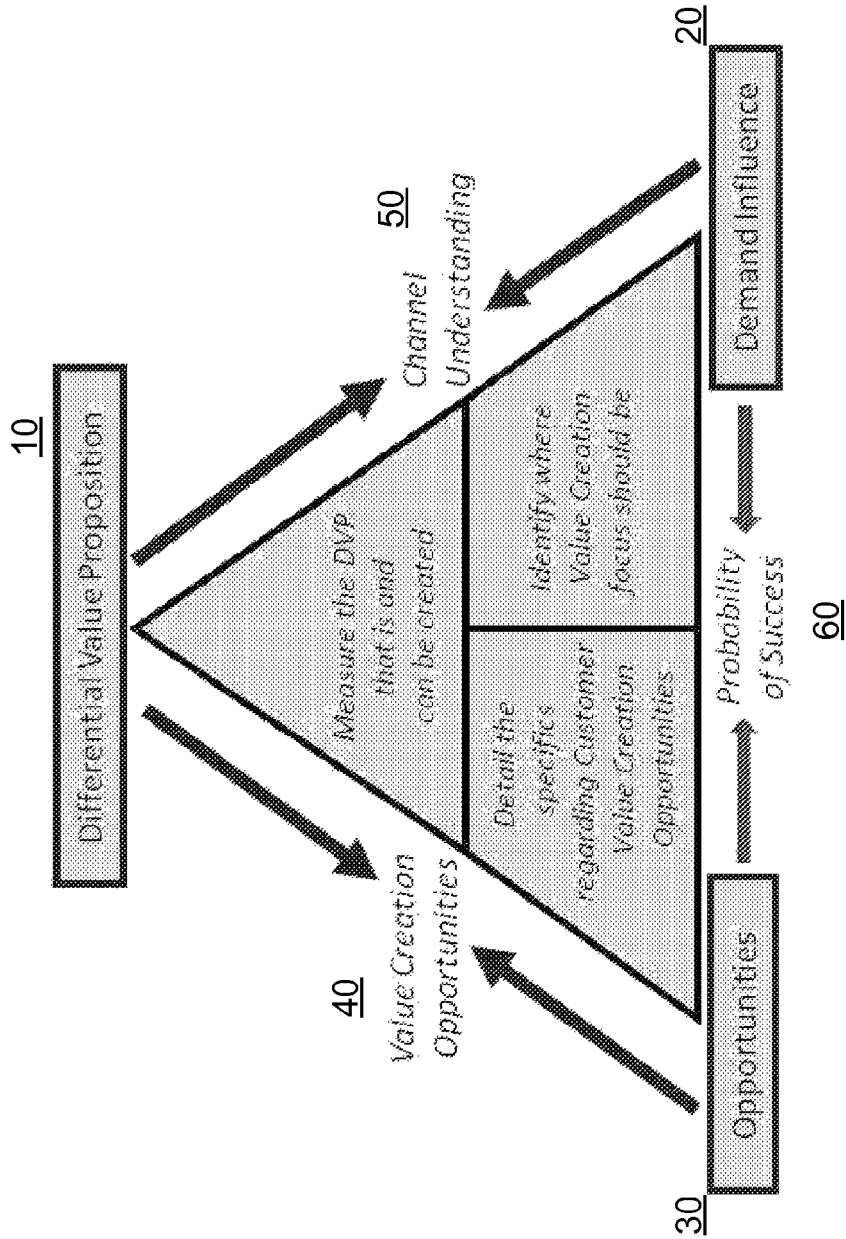 10
Differential Value Proposition
40
Value Creation
Opportunities
50
Channel
Understanding
Measure the DVP
that is and
can be created
Detail the
specifics
regarding Customer
Value Creation
Opportunities
Identify where
Value Creation
focus should be
30
Opportunities
Probability
of Success
60
Demand Influence
20